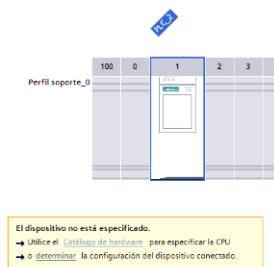 PLC_2
100 0 1 2 3
Perfil soporte_0
El dispositivo no está especificado.
→ Utilice el Catálogo de hardware para especificar la CPU
→ o determinar la configuración del dispositivo conectado.